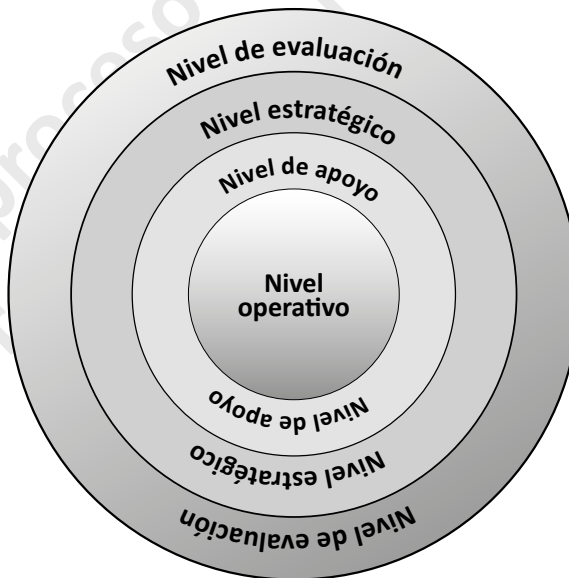 Nivel de evaluación
Nivel estratégico
Nivel de apoyo
Nivel
operativo
Nivel de apoyo
Nivel estratégico
Nivel de evaluación